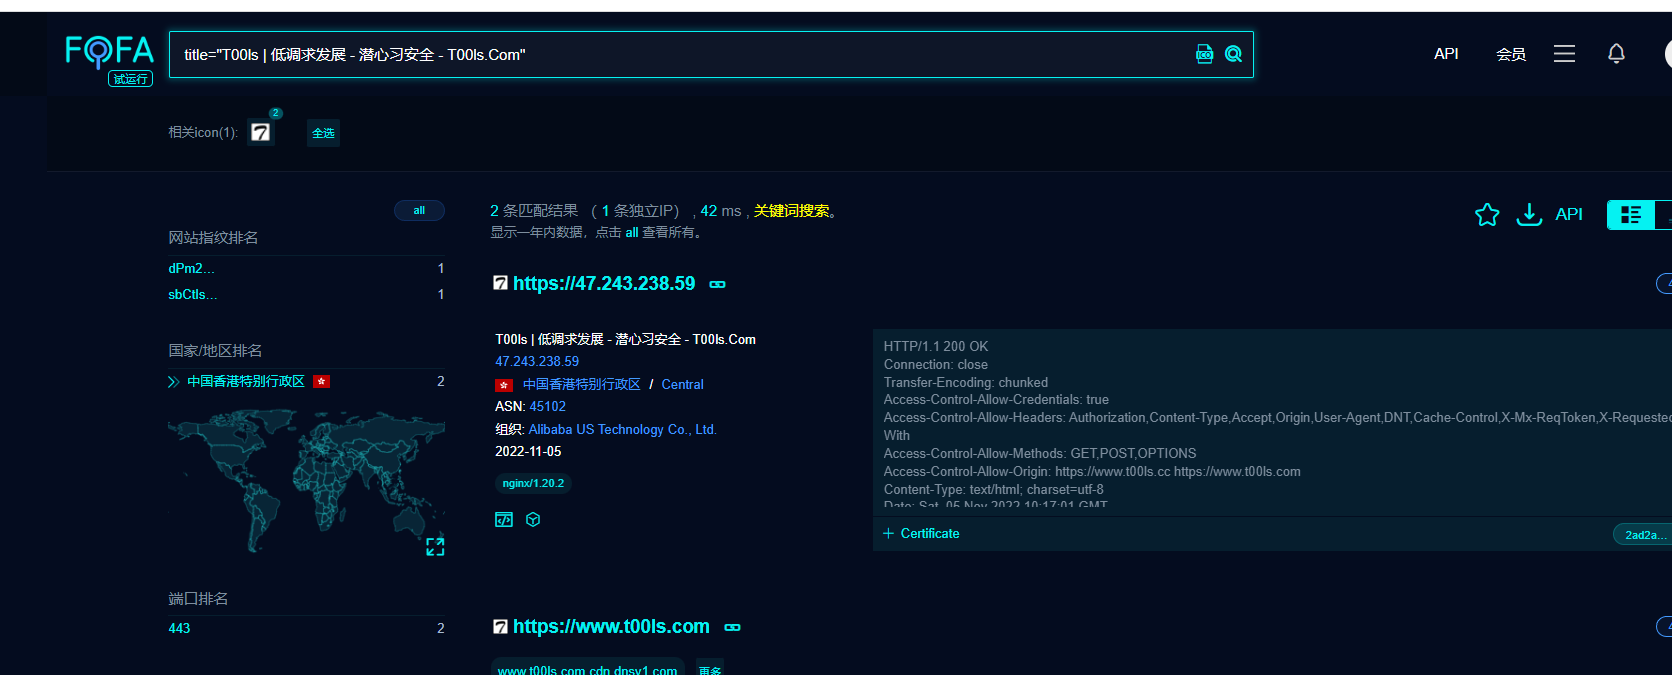 FOFA
试运行
title="T00ls | 低调求发展 - 潜心习安全 - T00ls.Com"
ICO
API
会员
相关icon(1):
2
全选
all
网站指纹排名
dPm2... 1
sbCtls... 1
国家/地区排名
中国香港特别行政区 2
端口排名
443 2
2 条匹配结果 （ 1 条独立IP） , 42 ms , 关键词搜索。
显示一年内数据，点击 all 查看所有。
API
https://47.243.238.59
T00ls | 低调求发展 - 潜心习安全 - T00ls.Com
47.243.238.59
中国香港特别行政区 / Central
ASN: 45102
组织: Alibaba US Technology Co., Ltd.
2022-11-05
nginx/1.20.2
HTTP/1.1 200 OK
Connection: close
Transfer-Encoding: chunked
Access-Control-Allow-Credentials: true
Access-Control-Allow-Headers: Authorization,Content-Type,Accept,Origin,User-Agent,DNT,Cache-Control,X-Mx-ReqToken,X-Requested
With
Access-Control-Allow-Methods: GET,POST,OPTIONS
Access-Control-Allow-Origin: https://www.t00ls.cc https://www.t00ls.com
Content-Type: text/html; charset=utf-8
Date: Sat, 05 Nov 2022 10:17:01 GMT
+ Certificate
2ad2a...
https://www.t00ls.com
www.t00ls.com.cdn.dnsv1.com
更多